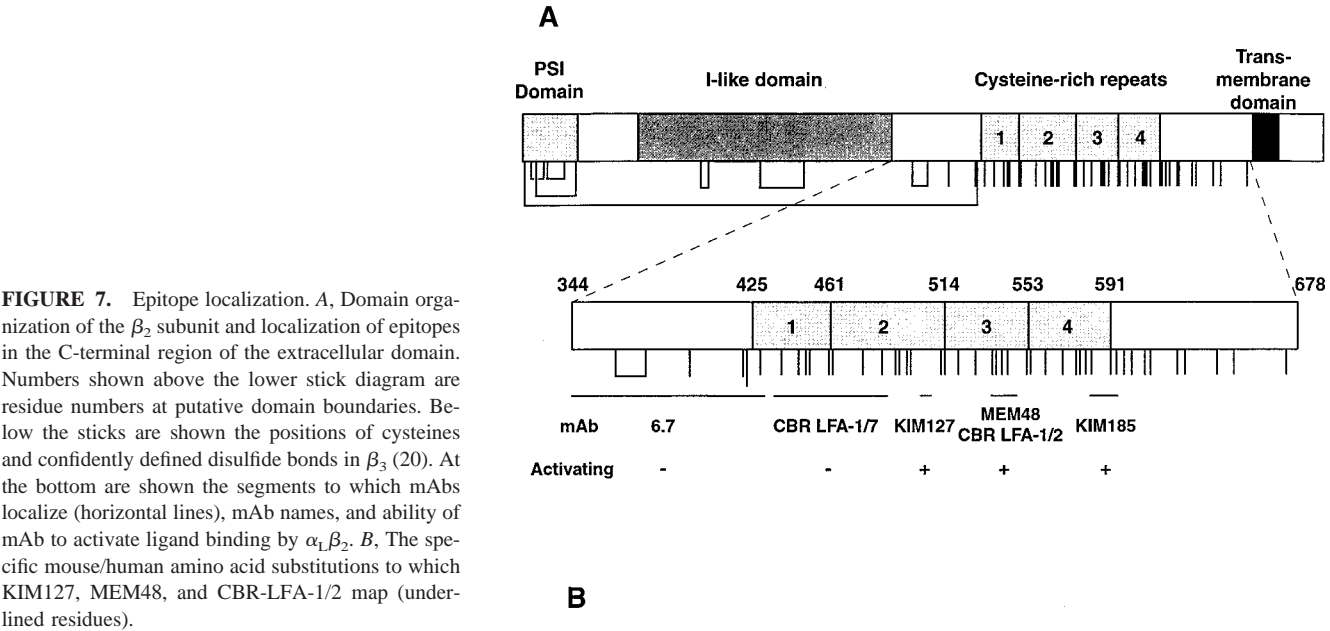 A
PSI
Domain
I-like domain
Cysteine-rich repeats
Trans-
membrane
domain
1 2 3 4
344 425 461 514 553 591 678
1 2 3 4
mAb 6.7 CBR LFA-1/7 KIM127 MEM48 CBR LFA-1/2 KIM185
Activating - - + + +
B
FIGURE 7. Epitope localization. A, Domain orga-
nization of the β2 subunit and localization of epitopes
in the C-terminal region of the extracellular domain.
Numbers shown above the lower stick diagram are
residue numbers at putative domain boundaries. Be-
low the sticks are shown the positions of cysteines
and confidently defined disulfide bonds in β3 (20). At
the bottom are shown the segments to which mAbs
localize (horizontal lines), mAb names, and ability of
mAb to activate ligand binding by αLβ2. B, The spe-
cific mouse/human amino acid substitutions to which
KIM127, MEM48, and CBR-LFA-1/2 map (under-
lined residues).